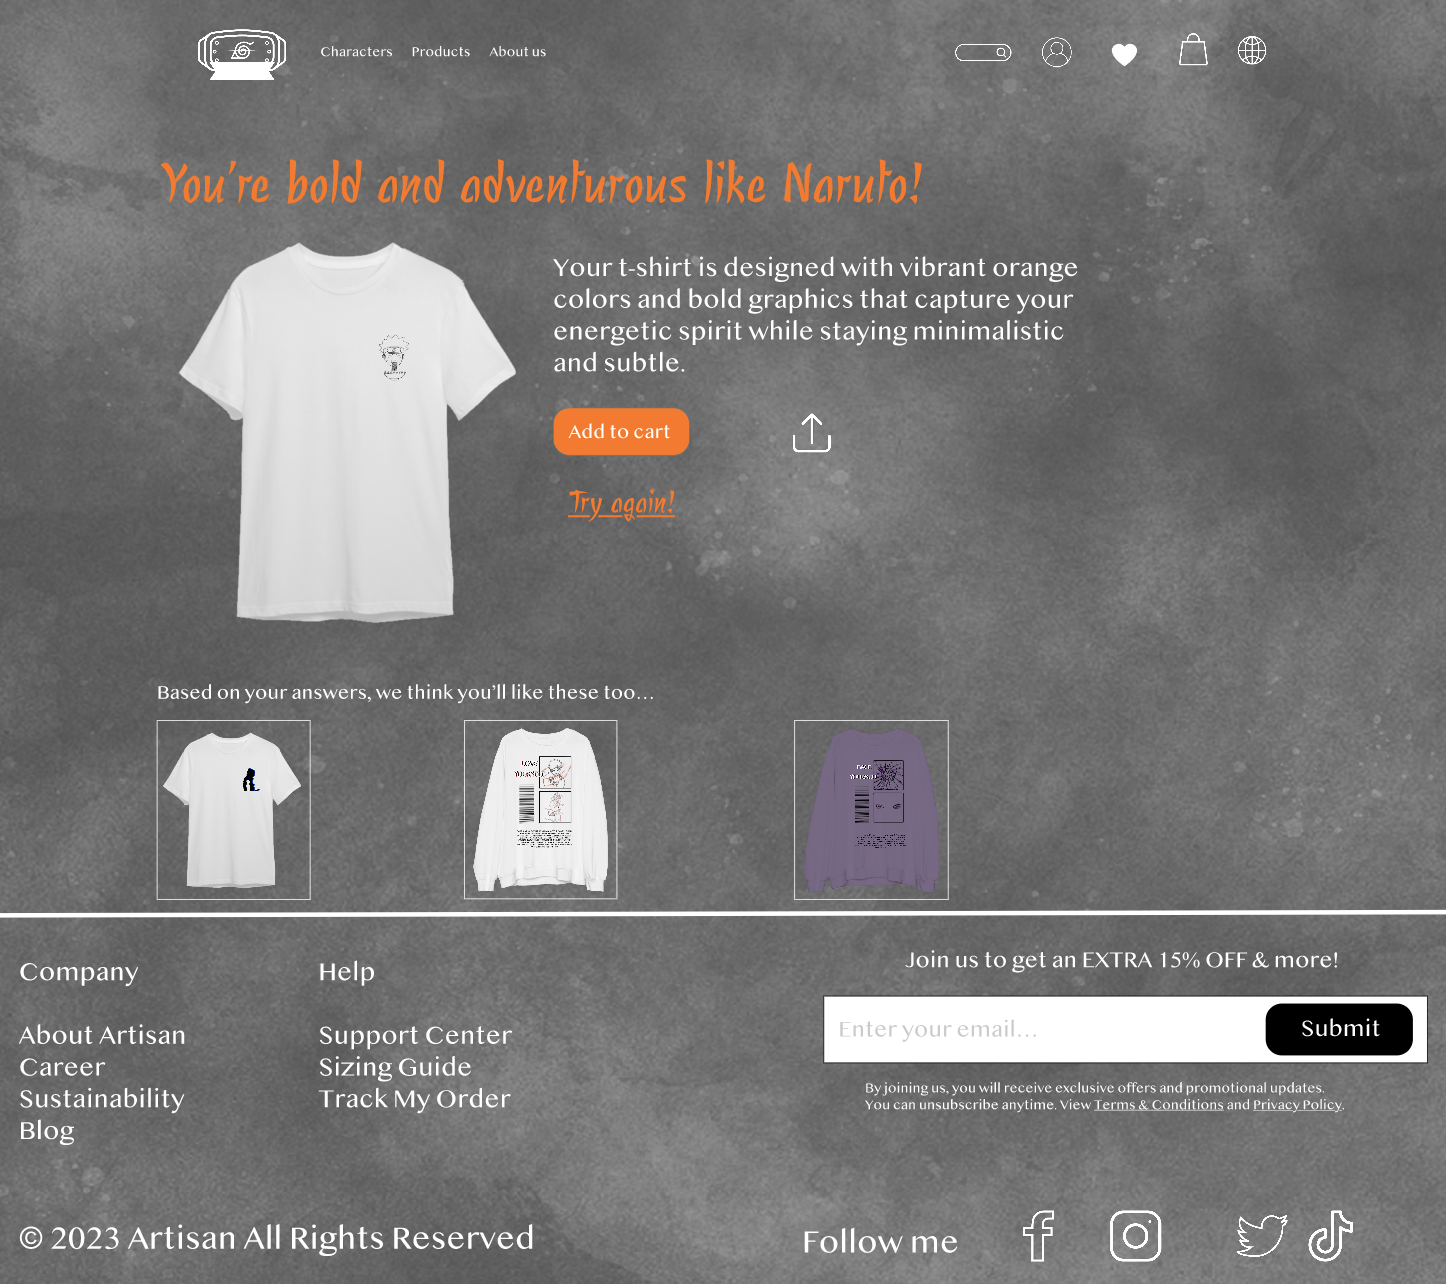 Characters Products About us
You're bold and adventurous like Naruto!
Your t-shirt is designed with vibrant orange
colors and bold graphics that capture your
energetic spirit while staying minimalistic
and subtle.
Add to cart
Try again!
Based on your answers, we think you'll like these too...
Company
About Artisan
Career
Sustainability
Blog
Help
Support Center
Sizing Guide
Track My Order
Join us to get an EXTRA 15% OFF & more!
Enter your email...
Submit
By joining us, you will receive exclusive offers and promotional updates.
You can unsubscribe anytime. View Terms & Conditions and Privacy Policy.
© 2023 Artisan All Rights Reserved
Follow me